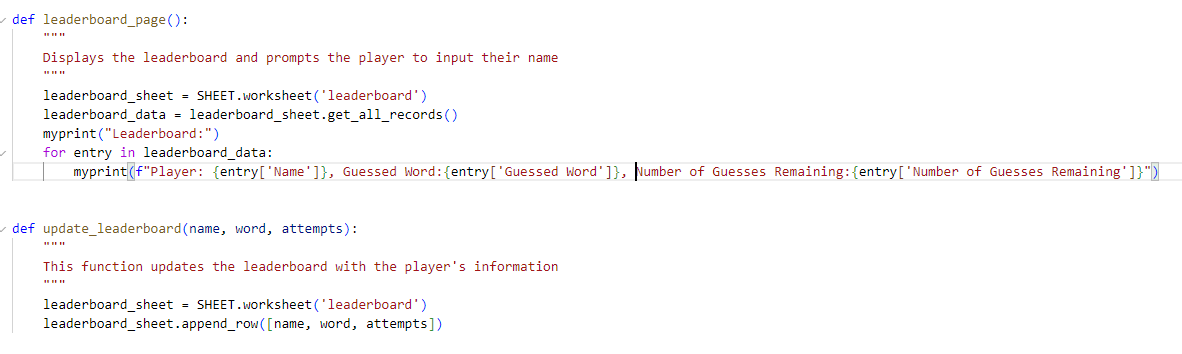 def leaderboard_page():
    """
    Displays the leaderboard and prompts the player to input their name
    """
    leaderboard_sheet = SHEET.worksheet('leaderboard')
    leaderboard_data = leaderboard_sheet.get_all_records()
    myprint("Leaderboard:")
    for entry in leaderboard_data:
        myprint(f"Player: {entry['Name']}, Guessed Word:{entry['Guessed Word']}, Number of Guesses Remaining:{entry['Number of Guesses Remaining']}")
def update_leaderboard(name, word, attempts):
    """
    This function updates the leaderboard with the player's information
    """
    leaderboard_sheet = SHEET.worksheet('leaderboard')
    leaderboard_sheet.append_row([name, word, attempts])